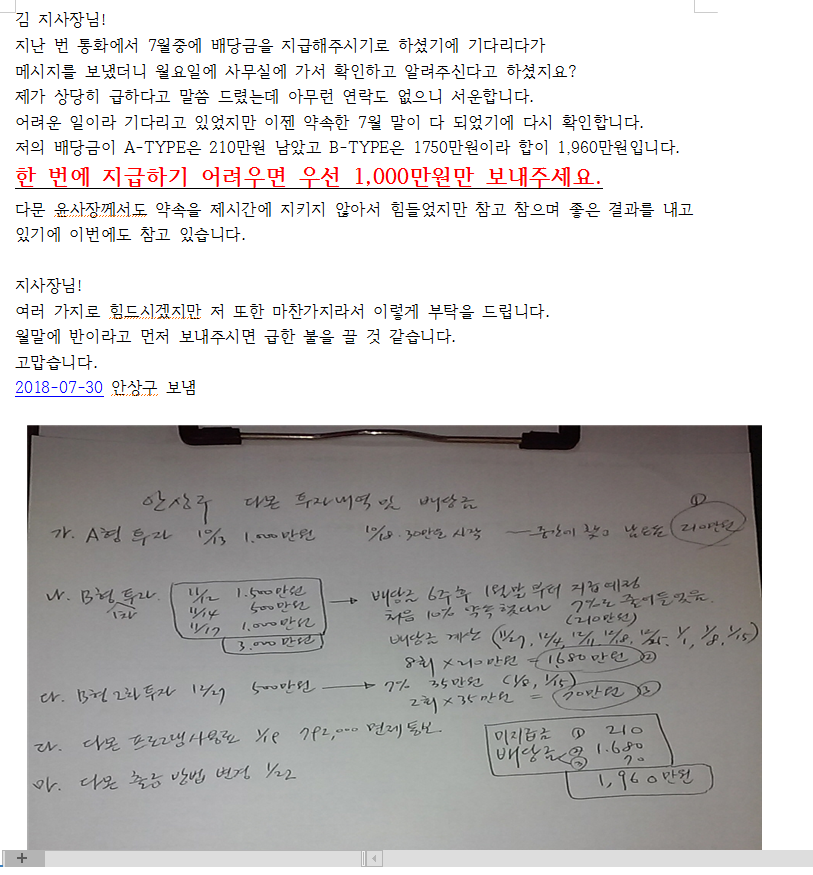 김 지사장님!
지난 번 통화에서 7월중에 배당금을 지급해주시기로 하셨기에 기다리다가
메시지를 보냈더니 월요일에 사무실에 가서 확인하고 알려주신다고 하셨지요?
제가 상당히 급하다고 말씀 드렸는데 아무런 연락도 없으니 서운합니다.
어려운 일이라 기다리고 있었지만 이젠 약속한 7월 말이 다 되었기에 다시 확인합니다.
저의 배당금이 A-TYPE은 210만원 남았고 B-TYPE은 1750만원이라 합이 1,960만원입니다.
한 번에 지급하기 어려우면 우선 1,000만원만 보내주세요.
다문 윤사장께서도 약속을 제시간에 지키지 않아서 힘들었지만 참고 참으며 좋은 결과를 내고
있기에 이번에도 참고 있습니다.
지사장님!
여러 가지로 힘드시겠지만 저 또한 마찬가지라서 이렇게 부탁을 드립니다.
월말에 반이라고 먼저 보내주시면 급한 불을 끌 것 같습니다.
고맙습니다.
2018-07-30 안상구 보냄
안상구 다몬 투자내역 및 배당금
가. A형 투자 10/13 1.000만원 10/18. 30만원 시작 찾고 남은돈 210만원 ①
나. B형 투자 1차
11/12 1.500만원
11/14 500만원
11/17 1.000만원
3.000만원
배당금 6주후 1월말부터 지급예정
처음 10% 약속했다가 7%로 줄어들었음.
(210만원)
배당금 계산 (11/27, 12/4, 12/11, 12/18, 12/25, 1/1, 1/8, 1/15)
8회 × 210만원 = 1680만원 ②
다. B형 2차투자 12/27 500만원 → 7% 35만원 (1/8, 1/15)
2회 × 35만원 = 70만원 ③
라. 다몬 프로그램사용료 1/19 792,000 면제통보
마. 다몬 출금 방법 변경 1/22
미지급금 ① 210
배당금 ② 1.680
③ 70
1,960만원